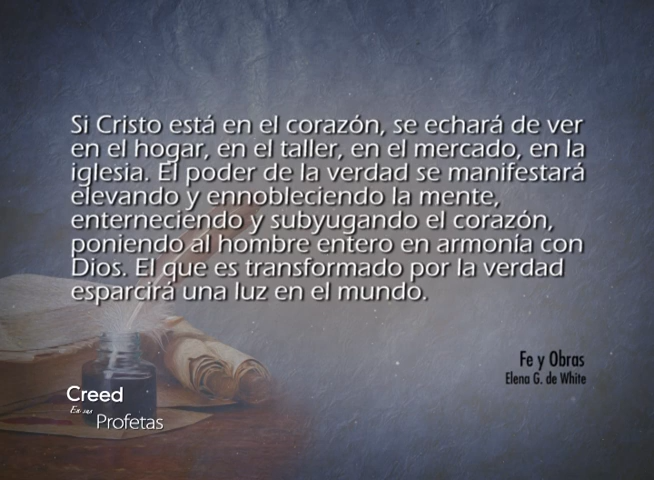 Si Cristo está en el corazón, se echará de ver
en el hogar, en el taller, en el mercado, en la
iglesia. El poder de la verdad se manifestará
elevando y ennobleciendo la mente,
enterneciendo y subyugando el corazón,
poniendo al hombre entero en armonía con
Dios. El que es transformado por la verdad
esparcirá una luz en el mundo.
Fe y Obras
Elena G. de White
Creed
En sus
Profetas